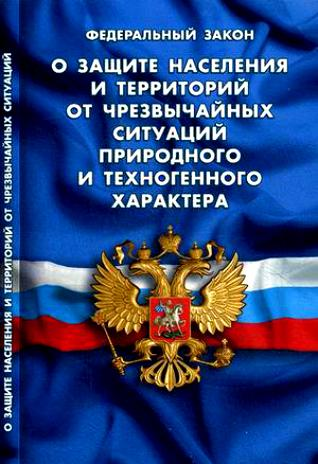 ФЕДЕРАЛЬНЫЙ ЗАКОН
О ЗАЩИТЕ НАСЕЛЕНИЯ
И ТЕРРИТОРИЙ
ОТ ЧРЕЗВЫЧАЙНЫХ
СИТУАЦИЙ
ПРИРОДНОГО
И ТЕХНОГЕННОГО
ХАРАКТЕРА
О ЗАЩИТЕ НАСЕЛЕНИЯ И ТЕРРИТОРИЙ ОТ ЧРЕЗВЫЧАЙНЫХ СИТУАЦИЙ